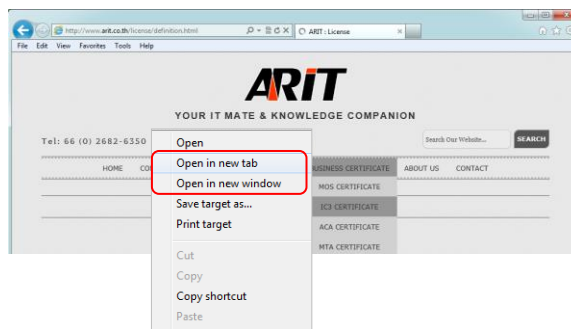 http://www.arit.co.th/license/definition.html
ARIT : License
File Edit View Favorites Tools Help
ARiT
YOUR IT MATE & KNOWLEDGE COMPANION
Tel: 66 (0) 2682-6350
Search Our Website...
SEARCH
HOME
BUSINESS CERTIFICATE ABOUT US CONTACT
MOS CERTIFICATE
IC3 CERTIFICATE
ACA CERTIFICATE
MTA CERTIFICATE
Open
Open in new tab
Open in new window
Save target as...
Print target
Cut
Copy
Copy shortcut
Paste